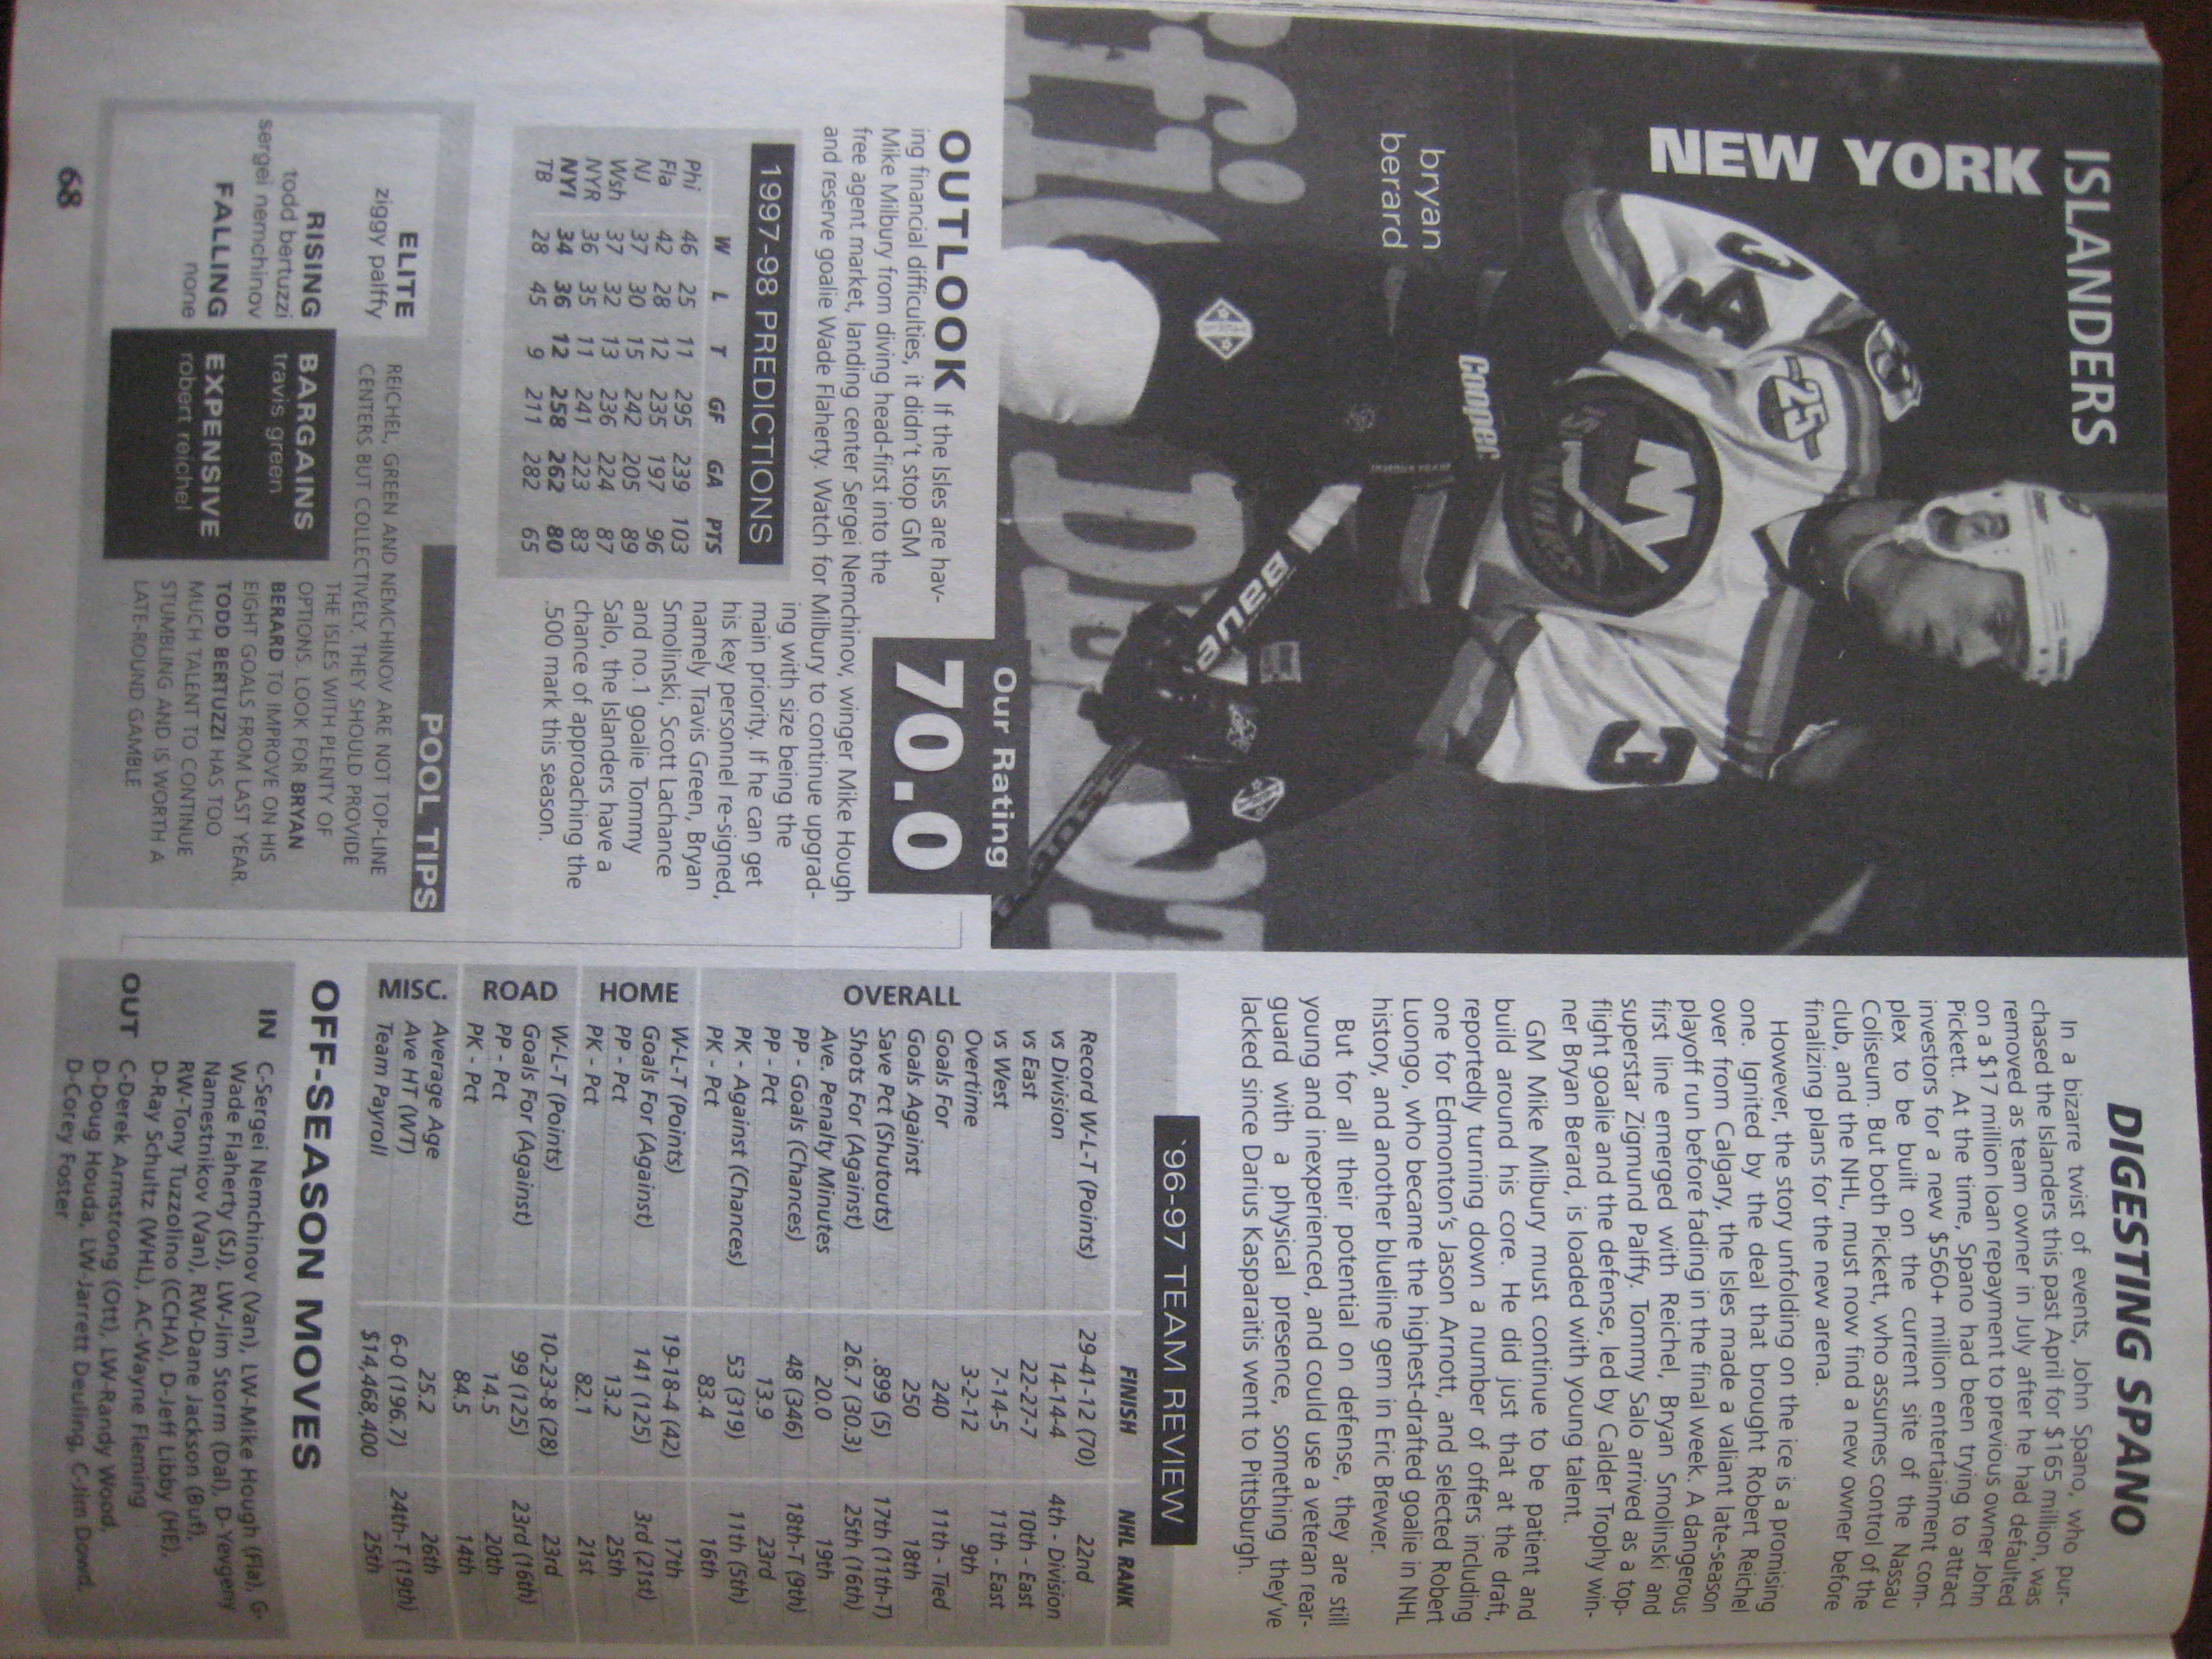 ISLANDERS
NEW YORK
bryan
berard
Cooper
25
3
BAUER
Our Rating
70.0
OUTLOOK If the Isles are hav-
ing financial difficulties, it didn't stop GM
Mike Milbury from diving head-first into the
free agent market, landing center Sergei Nemchinov, winger Mike Hough
and reserve goalie Wade Flaherty. Watch for Milbury to continue upgrad-
ing with size being the
main priority. If he can get
his key personnel re-signed,
namely Travis Green, Bryan
Smolinski, Scott Lachance
and no.1 goalie Tommy
Salo, the Islanders have a
chance of approaching the
.500 mark this season.
1997-98 PREDICTIONS
W L T GF GA PTS
Phi 46 25 11 295 239 103
Fla 42 28 12 235 197 96
NJ 37 30 15 242 205 89
Wsh 37 32 13 236 224 87
NYR 36 35 11 241 223 83
NYI 34 36 12 258 262 80
TB 28 45 9 211 282 65
POOL TIPS
REICHEL, GREEN AND NEMCHINOV ARE NOT TOP-LINE
CENTERS BUT COLLECTIVELY, THEY SHOULD PROVIDE
THE ISLES WITH PLENTY OF
OPTIONS. LOOK FOR BRYAN
BERARD TO IMPROVE ON HIS
EIGHT GOALS FROM LAST YEAR.
TODD BERTUZZI HAS TOO
MUCH TALENT TO CONTINUE
STUMBLING AND IS WORTH A
LATE-ROUND GAMBLE
ELITE
ziggy palffy
RISING
todd bertuzzi
sergei nemchinov
FALLING
none
BARGAINS
travis green
EXPENSIVE
robert reichel
68
DIGESTING SPANO
In a bizarre twist of events, John Spano, who pur-
chased the Islanders this past April for $165 million, was
removed as team owner in July after he had defaulted
on a $17 million loan repayment to previous owner John
Pickett. At the time, Spano had been trying to attract
investors for a new $560+ million entertainment com-
plex to be built on the current site of the Nassau
Coliseum. But both Pickett, who assumes control of the
club, and the NHL, must now find a new owner before
finalizing plans for the new arena.
However, the story unfolding on the ice is a promising
one. Ignited by the deal that brought Robert Reichel
over from Calgary, the Isles made a valiant late-season
playoff run before fading in the final week. A dangerous
first line emerged with Reichel, Bryan Smolinski and
superstar Zigmund Palffy. Tommy Salo arrived as a top-
flight goalie and the defense, led by Calder Trophy win-
ner Bryan Berard, is loaded with young talent.
GM Mike Milbury must continue to be patient and
build around his core. He did just that at the draft,
reportedly turning down a number of offers including
one for Edmonton's Jason Arnott, and selected Robert
Luongo, who became the highest-drafted goalie in NHL
history, and another blueline gem in Eric Brewer.
But for all their potential on defense, they are still
young and inexperienced, and could use a veteran rear-
guard with a physical presence, something they've
lacked since Darius Kasparaitis went to Pittsburgh.
'96-97 TEAM REVIEW
FINISH NHL RANK
OVERALL
Record W-L-T (Points) 29-41-12 (70) 22nd
vs Division 14-14-4 4th - Division
vs East 22-27-7 10th - East
vs West 7-14-5 11th - East
Overtime 3-2-12 9th
Goals For 240 11th - Tied
Goals Against 250 18th
Save Pct (Shutouts) .899 (5) 17th (11th-T)
Shots For (Against) 26.7 (30.3) 25th (16th)
Ave. Penalty Minutes 20.0 19th
PP - Goals (Chances) 48 (346) 18th-T (9th)
PP - Pct 13.9 23rd
PK - Against (Chances) 53 (319) 11th (5th)
PK - Pct 83.4 16th
HOME
W-L-T (Points) 19-18-4 (42) 17th
Goals For (Against) 141 (125) 3rd (21st)
PP - Pct 13.2 25th
PK - Pct 82.1 21st
ROAD
W-L-T (Points) 10-23-8 (28) 23rd
Goals For (Against) 99 (125) 23rd (16th)
PP - Pct 14.5 20th
PK - Pct 84.5 14th
MISC.
Average Age 25.2 26th
Ave HT (WT) 6-0 (196.7) 24th-T (19th)
Team Payroll $14,468,400 25th
OFF-SEASON MOVES
IN C-Sergei Nemchinov (Van), LW-Mike Hough (Fla), G-
Wade Flaherty (SJ), LW-Jim Storm (Dal), D-Yevgeny
Namestnikov (Van), RW-Dane Jackson (Buf),
RW-Tony Tuzzolino (CCHA), D-Jeff Libby (HE),
D-Ray Schultz (WHL), AC-Wayne Fleming
OUT C-Derek Armstrong (Ott), LW-Randy Wood,
D-Doug Houda, LW-Jarrett Deuling, C-Jim Dowd,
D-Corey Foster